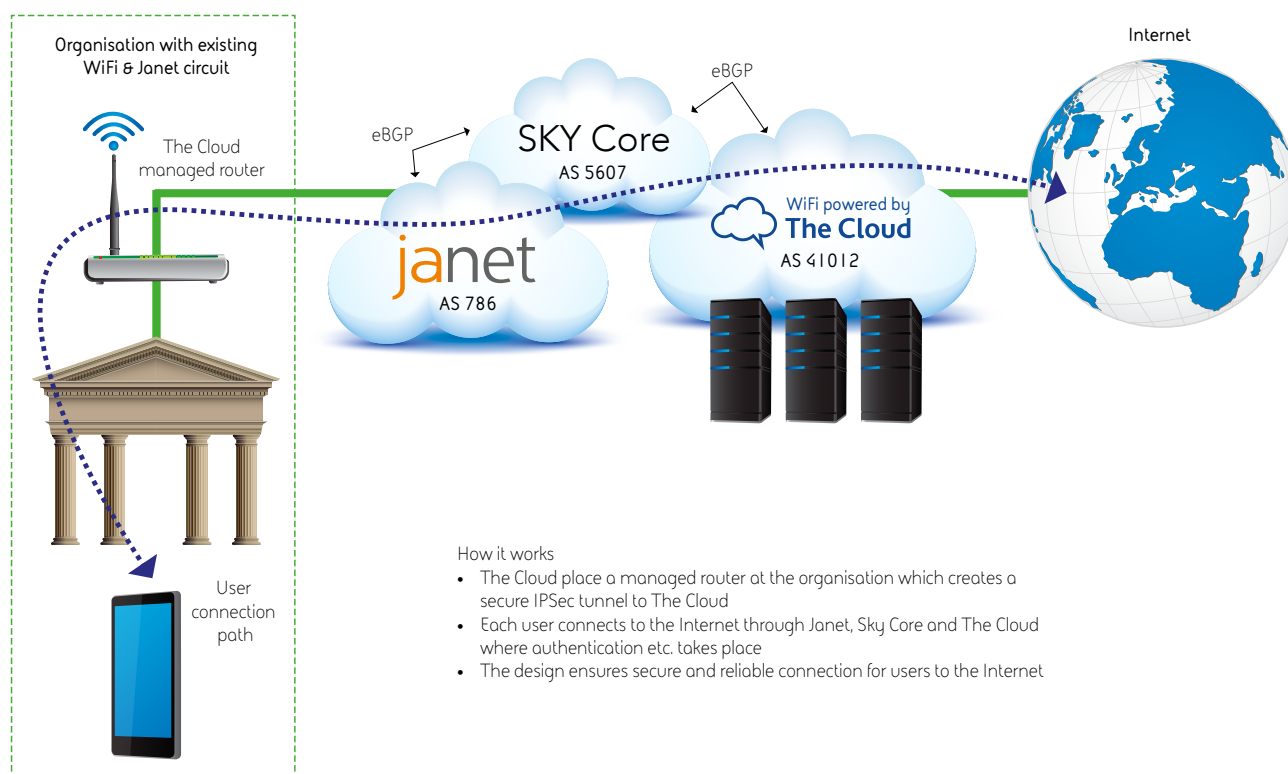 Organisation with existing
WiFi & Janet circuit
The Cloud
managed router
eBGP
eBGP
Internet
SKY Core
AS 5607
janet
AS 786
WiFi powered by
The Cloud
AS 41012
User
connection
path
How it works
• The Cloud place a managed router at the organisation which creates a
secure IPSec tunnel to The Cloud
• Each user connects to the Internet through Janet, Sky Core and The Cloud
where authentication etc. takes place
• The design ensures secure and reliable connection for users to the Internet